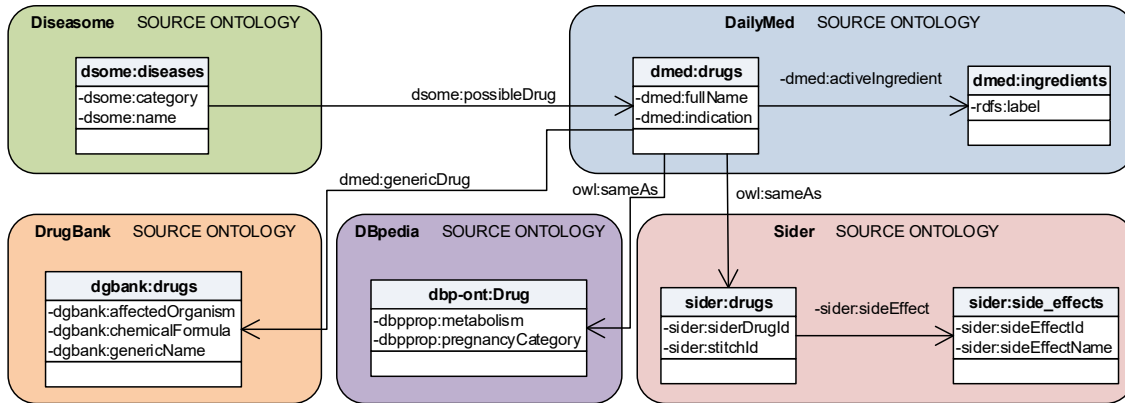 Diseasome SOURCE ONTOLOGY
dsome:diseases
-dsome:category
-dsome:name
dsome:possibleDrug
DailyMed SOURCE ONTOLOGY
dmed:drugs
-dmed:fullName
-dmed:indication
-dmed:activeIngredient
dmed:ingredients
-rdfs:label
dmed:genericDrug
owl:sameAs
owl:sameAs
DrugBank SOURCE ONTOLOGY
dgbank:drugs
-dgbank:affectedOrganism
-dgbank:chemicalFormula
-dgbank:genericName
DBpedia SOURCE ONTOLOGY
dbp-ont:Drug
-dbpprop:metabolism
-dbpprop:pregnancyCategory
Sider SOURCE ONTOLOGY
sider:drugs
-sider:siderDrugId
-sider:stitchId
-sider:sideEffect
sider:side_effects
-sider:sideEffectId
-sider:sideEffectName